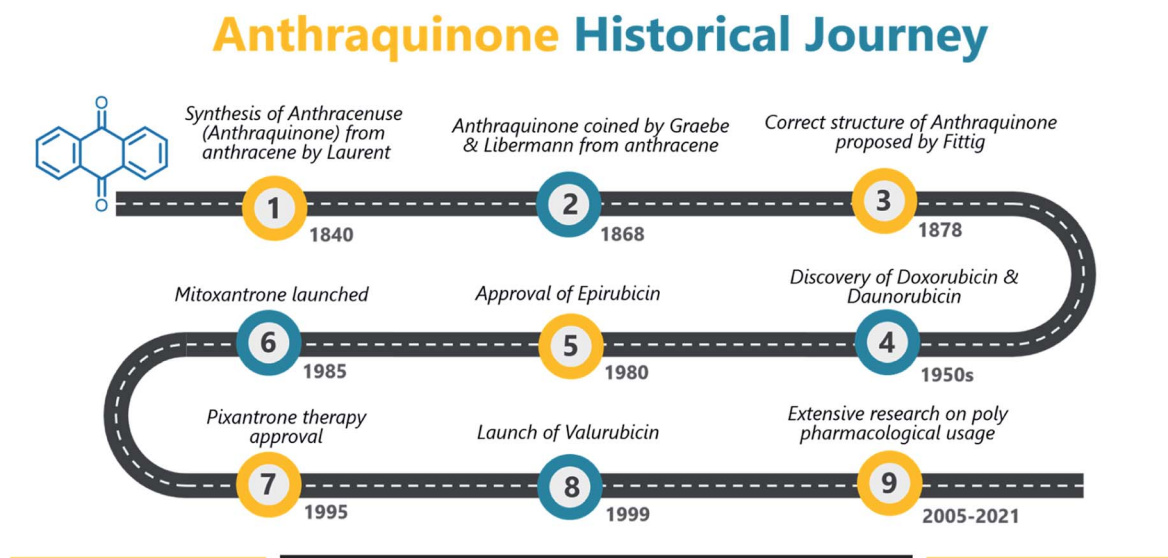 Anthraquinone Historical Journey
O
O
Synthesis of Anthracenuse
(Anthraquinone) from
anthracene by Laurent
1
1840
Anthraquinone coined by Graebe
& Libermann from anthracene
2
1868
Correct structure of Anthraquinone
proposed by Fittig
3
1878
Discovery of Doxorubicin &
Daunorubicin
4
1950s
Approval of Epirubicin
5
1980
Mitoxantrone launched
6
1985
Pixantrone therapy
approval
7
1995
Launch of Valurubicin
8
1999
Extensive research on poly
pharmacological usage
9
2005-2021